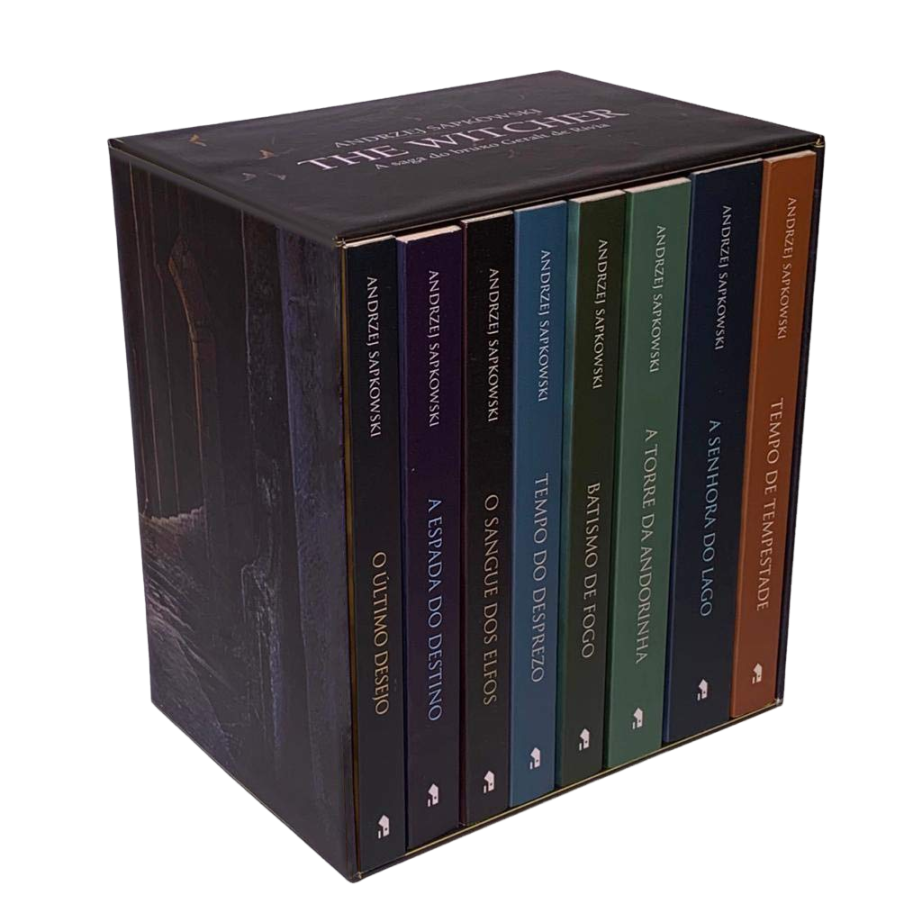 ANDRZEJ SAPKOWSKI
THE WITCHER
A saga do bruxo Geralt de Rívia
ANDRZEJ SAPKOWSKI
O ÚLTIMO DESEJO
ANDRZEJ SAPKOWSKI
A ESPADA DO DESTINO
ANDRZEJ SAPKOWSKI
O SANGUE DOS ELFOS
ANDRZEJ SAPKOWSKI
TEMPO DO DESPREZO
ANDRZEJ SAPKOWSKI
BATISMO DE FOGO
ANDRZEJ SAPKOWSKI
A TORRE DA ANDORINHA
ANDRZEJ SAPKOWSKI
A SENHORA DO LAGO
ANDRZEJ SAPKOWSKI
TEMPO DE TEMPESTADE